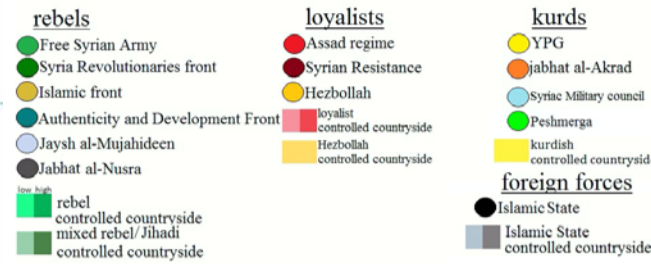 rebels
Free Syrian Army
Syria Revolutionaries front
Islamic front
Authenticity and Development Front
Jaysh al-Mujahideen
Jabhat al-Nusra
low high
rebel
controlled countryside
mixed rebel/Jihadi
controlled countryside
loyalists
Assad regime
Syrian Resistance
Hezbollah
loyalist
controlled countryside
Hezbollah
controlled countryside
kurds
YPG
jabhat al-Akrad
Syriac Military council
Peshmerga
kurdish
controlled countryside
foreign forces
Islamic State
Islamic State
controlled countryside